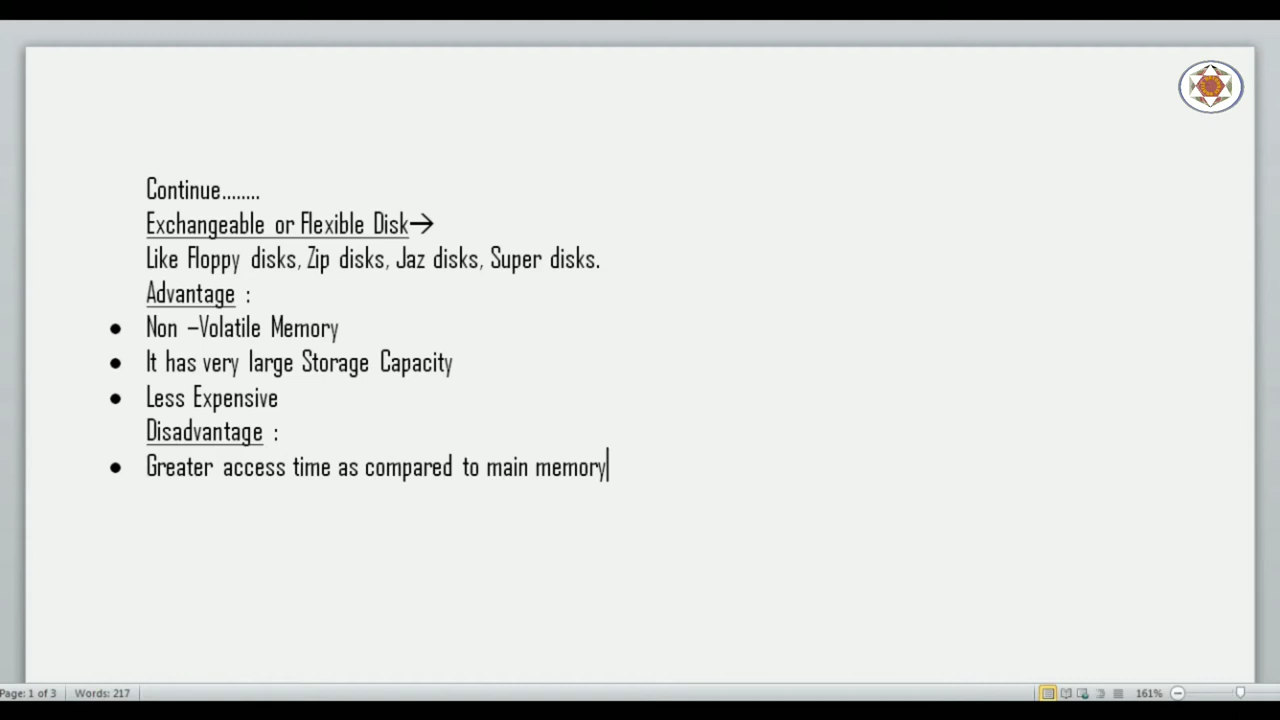 Continue........
Exchangeable or Flexible Disk→
Like Floppy disks, Zip disks, Jaz disks, Super disks.
Advantage :
● Non –Volatile Memory
● It has very large Storage Capacity
● Less Expensive
Disadvantage :
● Greater access time as compared to main memory
Page: 1 of 3 Words: 217 161%